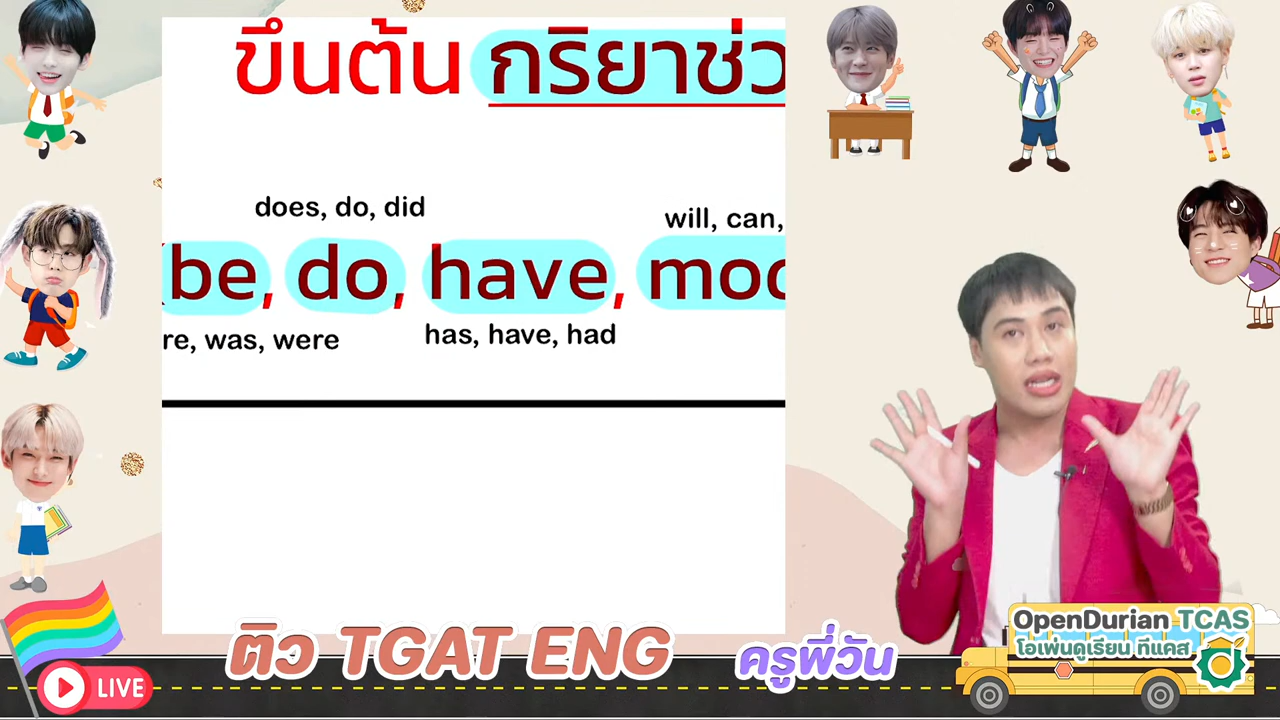 ขึ้นต้น กริยาช่ว
does, do, did
will, can,
be, do, have, mod
re, was, were
has, have, had
ติว TGAT ENG
ครูพี่วัน
OpenDurian TCAS
โอเพ่นดูเรียน ทีแคส
LIVE